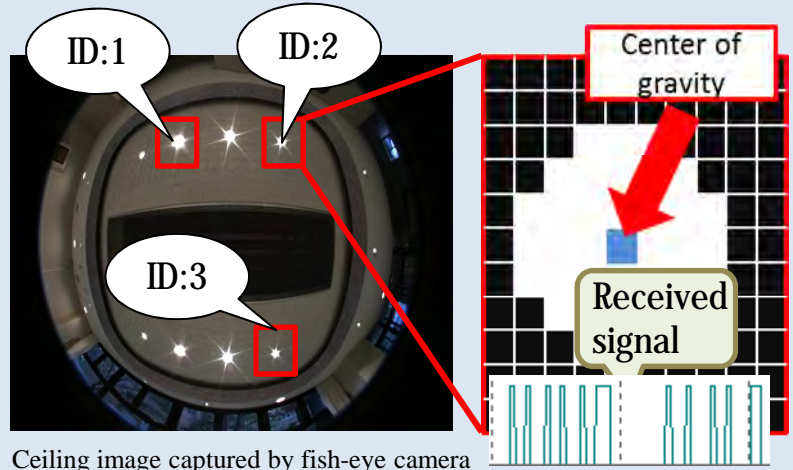 ID:1
ID:2
Center of
gravity
ID:3
Received
signal
Ceiling image captured by fish-eye camera